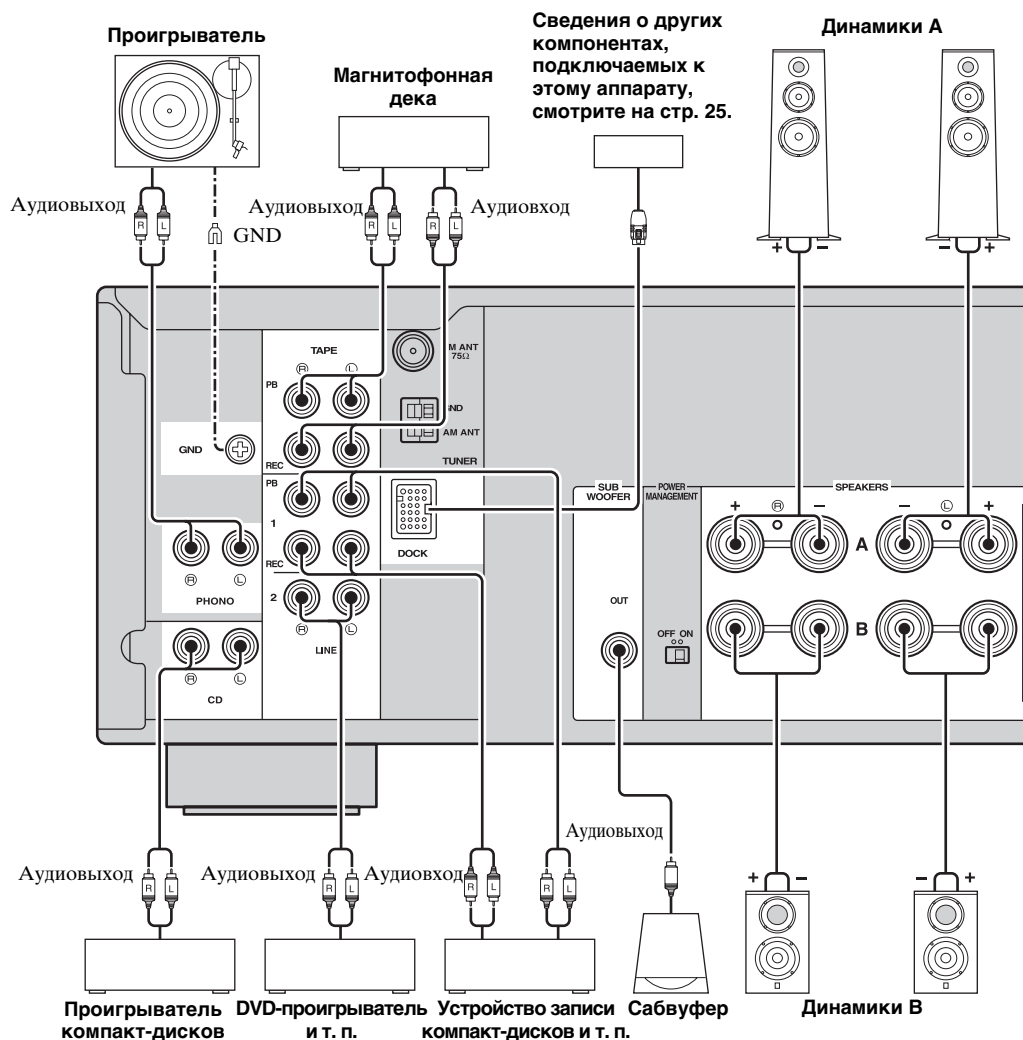 Проигрыватель
Магнитофонная
дека
Сведения о других
компонентах,
подключаемых к
этому аппарату,
смотрите на стр. 25.
Динамики A
Аудиовыход
R L
GND
Аудиовыход
R L
R L
Аудиовход
+ – – +
TAPE
R L
PB
REC
M ANT
75Ω
GND
AM ANT
TUNER
GND
PB
1
REC
2
R L
LINE
DOCK
R L
PHONO
R L
CD
SUB
WOOFER
OUT
POWER
MANAGEMENT
OFF ON
SPEAKERS
+ R – – L +
A
B
Аудиовыход
Аудиовыход
R L
Аудиовыход
R L
Аудиовход
R L
R L
+ – – +
Проигрыватель
компакт-дисков
DVD-проигрыватель
и т. п.
Устройство записи
компакт-дисков и т. п.
Сабвуфер
Динамики B